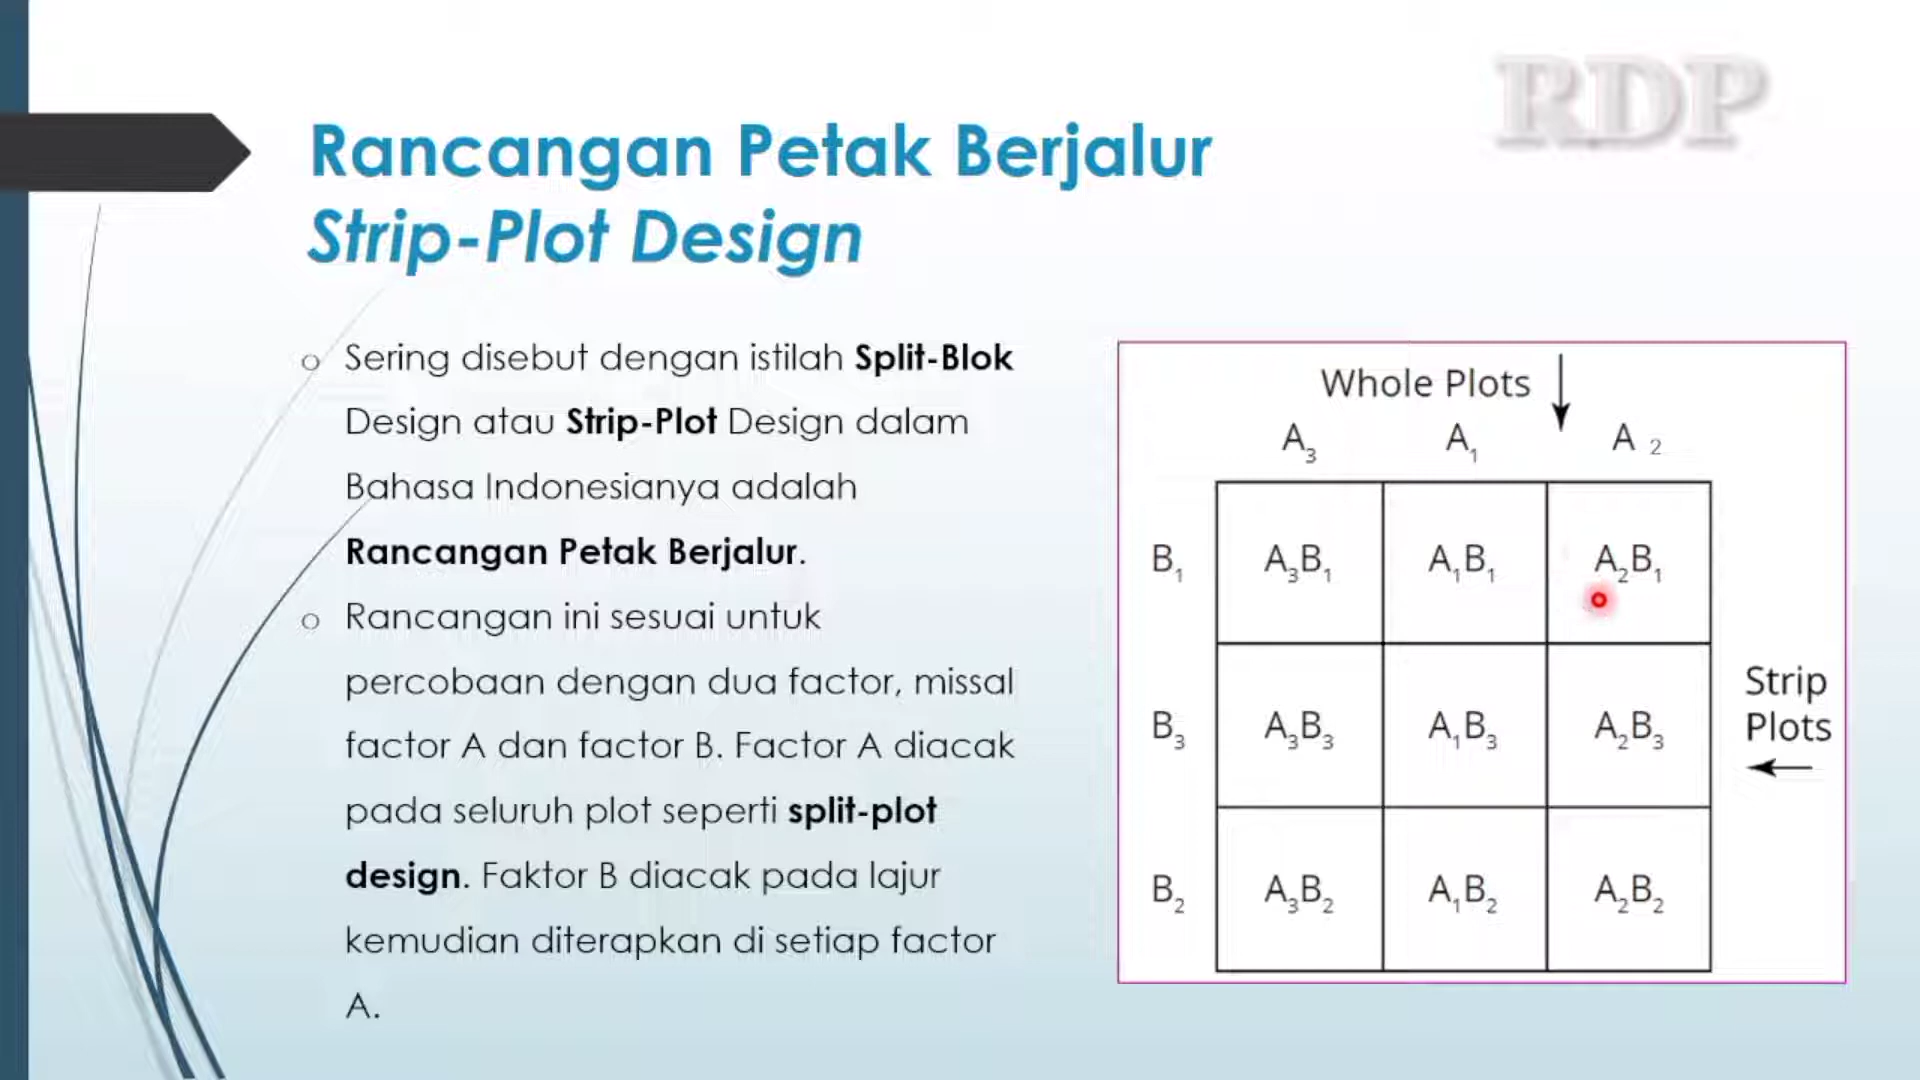 RDP
Rancangan Petak Berjalur
Strip-Plot Design
o Sering disebut dengan istilah Split-Blok
Design atau Strip-Plot Design dalam
Bahasa Indonesianya adalah
Rancangan Petak Berjalur.
o Rancangan ini sesuai untuk
percobaan dengan dua factor, missal
factor A dan factor B. Factor A diacak
pada seluruh plot seperti split-plot
design. Faktor B diacak pada lajur
kemudian diterapkan di setiap factor
A.
Whole Plots
A₃ A₁ A ₂
B₁ A₃B₁ A₁B₁ A₂B₁
B₃ A₃B₃ A₁B₃ A₂B₃
B₂ A₃B₂ A₁B₂ A₂B₂
Strip
Plots